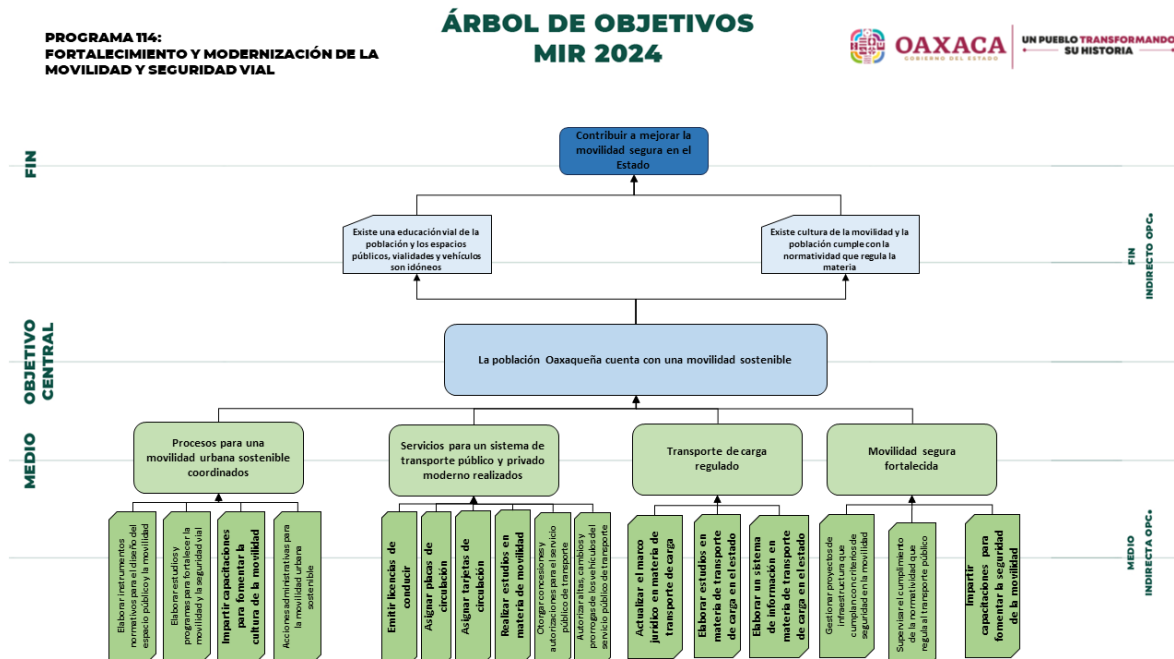 PROGRAMA 114:
FORTALECIMIENTO Y MODERNIZACIÓN DE LA
MOVILIDAD Y SEGURIDAD VIAL
ÁRBOL DE OBJETIVOS
MIR 2024
OAXACA
GOBIERNO DEL ESTADO
UN PUEBLO TRANSFORMANDO
SU HISTORIA
FIN
Contribuir a mejorar la
movilidad segura en el
Estado
Existe una educación vial de la
población y los espacios
públicos, vialidades y vehículos
son idóneos
Existe cultura de la movilidad y la
población cumple con la
normatividad que regula la
materia
FIN
INDIRECTO OPC.
OBJETIVO
CENTRAL
La población Oaxaqueña cuenta con una movilidad sostenible
MEDIO
Procesos para una
movilidad urbana sostenible
coordinados
Servicios para un sistema de
transporte público y privado
moderno realizados
Transporte de carga
regulado
Movilidad segura
fortalecida
Elaborar instrumentos
normativos para el diseño del
espacio público y la movilidad
Elaborar estudios y
programas para fortalecer la
movilidad y la seguridad vial
Impartir capacitaciones
para fomentar la
cultura de la movilidad
Acciones administrativas para
la movilidad urbana
sostenible
Emitir licencias de
conducir
Asignar placas de
circulación
Asignar tarjetas de
circulación
Realizar estudios en
materia de movilidad
Otorgar concesiones y
autorizaciones para el servicio
público de transporte
Autorizar altas, cambios y
prorrogas de los vehículos del
servicio público de transporte
Actualizar el marco
jurídico en materia de
transporte de carga
Elaborar estudios en
materia de transporte
de carga en el estado
Elaborar un sistema
de información en
materia de transporte
de carga en el estado
Gestionar proyectos de
infraestructura que
cumplan con criterios de
seguridad en la movilidad
Supervisar el cumplimiento
de la normatividad que
regula al transporte público
Impartir
capacitaciones para
fomentar la seguridad
de la movilidad
MEDIO
INDIRECTA OPC.